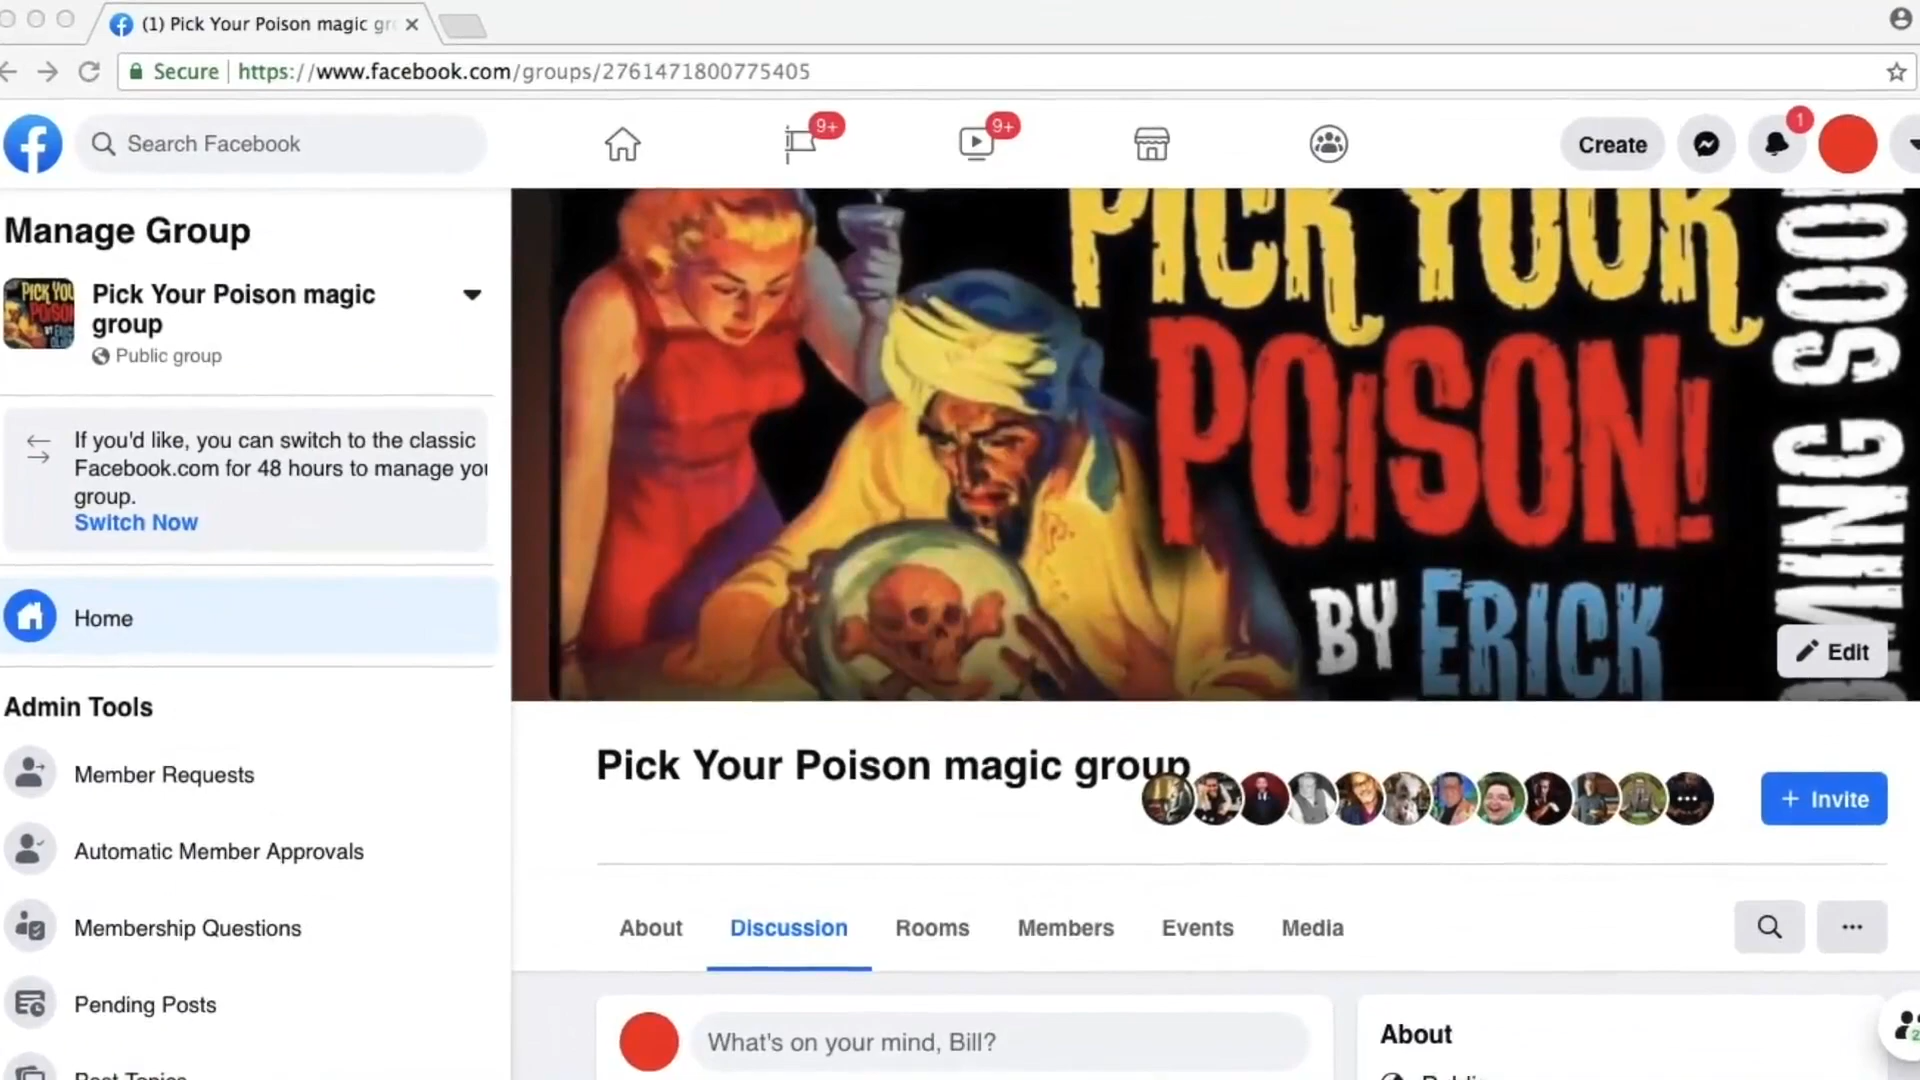 (1) Pick Your Poison magic gr
Secure https://www.facebook.com/groups/2761471800775405
Search Facebook
9+
9+
Create
1
Manage Group
Pick Your Poison magic
group
Public group
If you'd like, you can switch to the classic
Facebook.com for 48 hours to manage you
group.
Switch Now
Home
Admin Tools
Member Requests
Automatic Member Approvals
Membership Questions
Pending Posts
PICK YOUR
POISON!
BY ERICK
MING SOO
Edit
Pick Your Poison magic group
+ Invite
About
Discussion
Rooms
Members
Events
Media
What's on your mind, Bill?
About